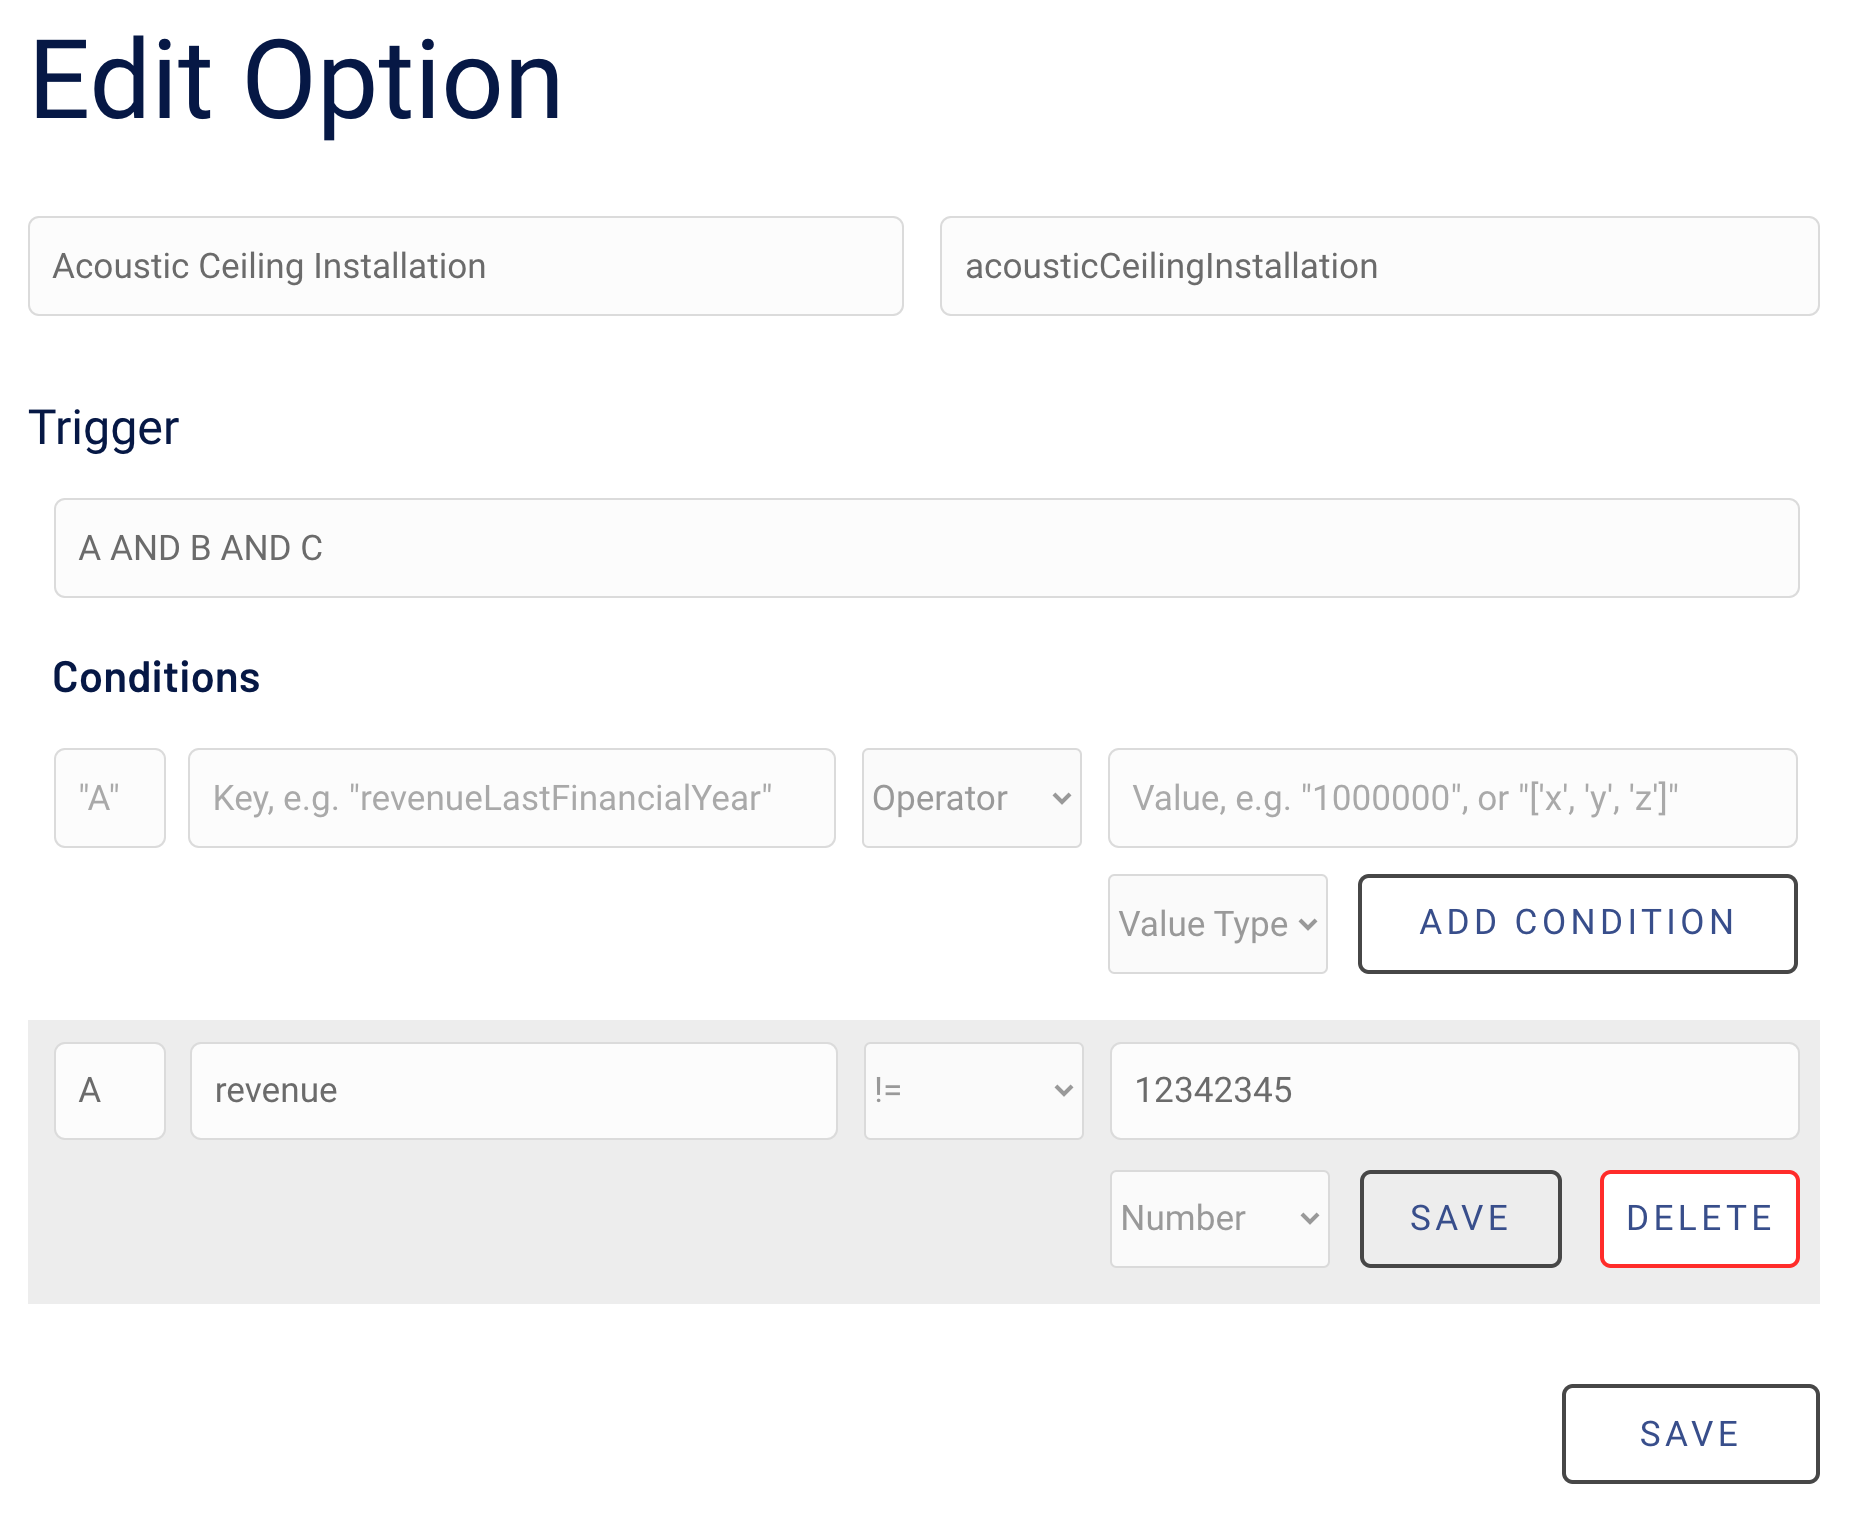 Edit Option
Acoustic Ceiling Installation
acousticCeilingInstallation
Trigger
A AND B AND C
Conditions
"A"
Key, e.g. "revenueLastFinancialYear"
Operator
Value, e.g. "1000000", or "['x', 'y', 'z']"
Value Type
ADD CONDITION
A
revenue
!=
12342345
Number
SAVE
DELETE
SAVE